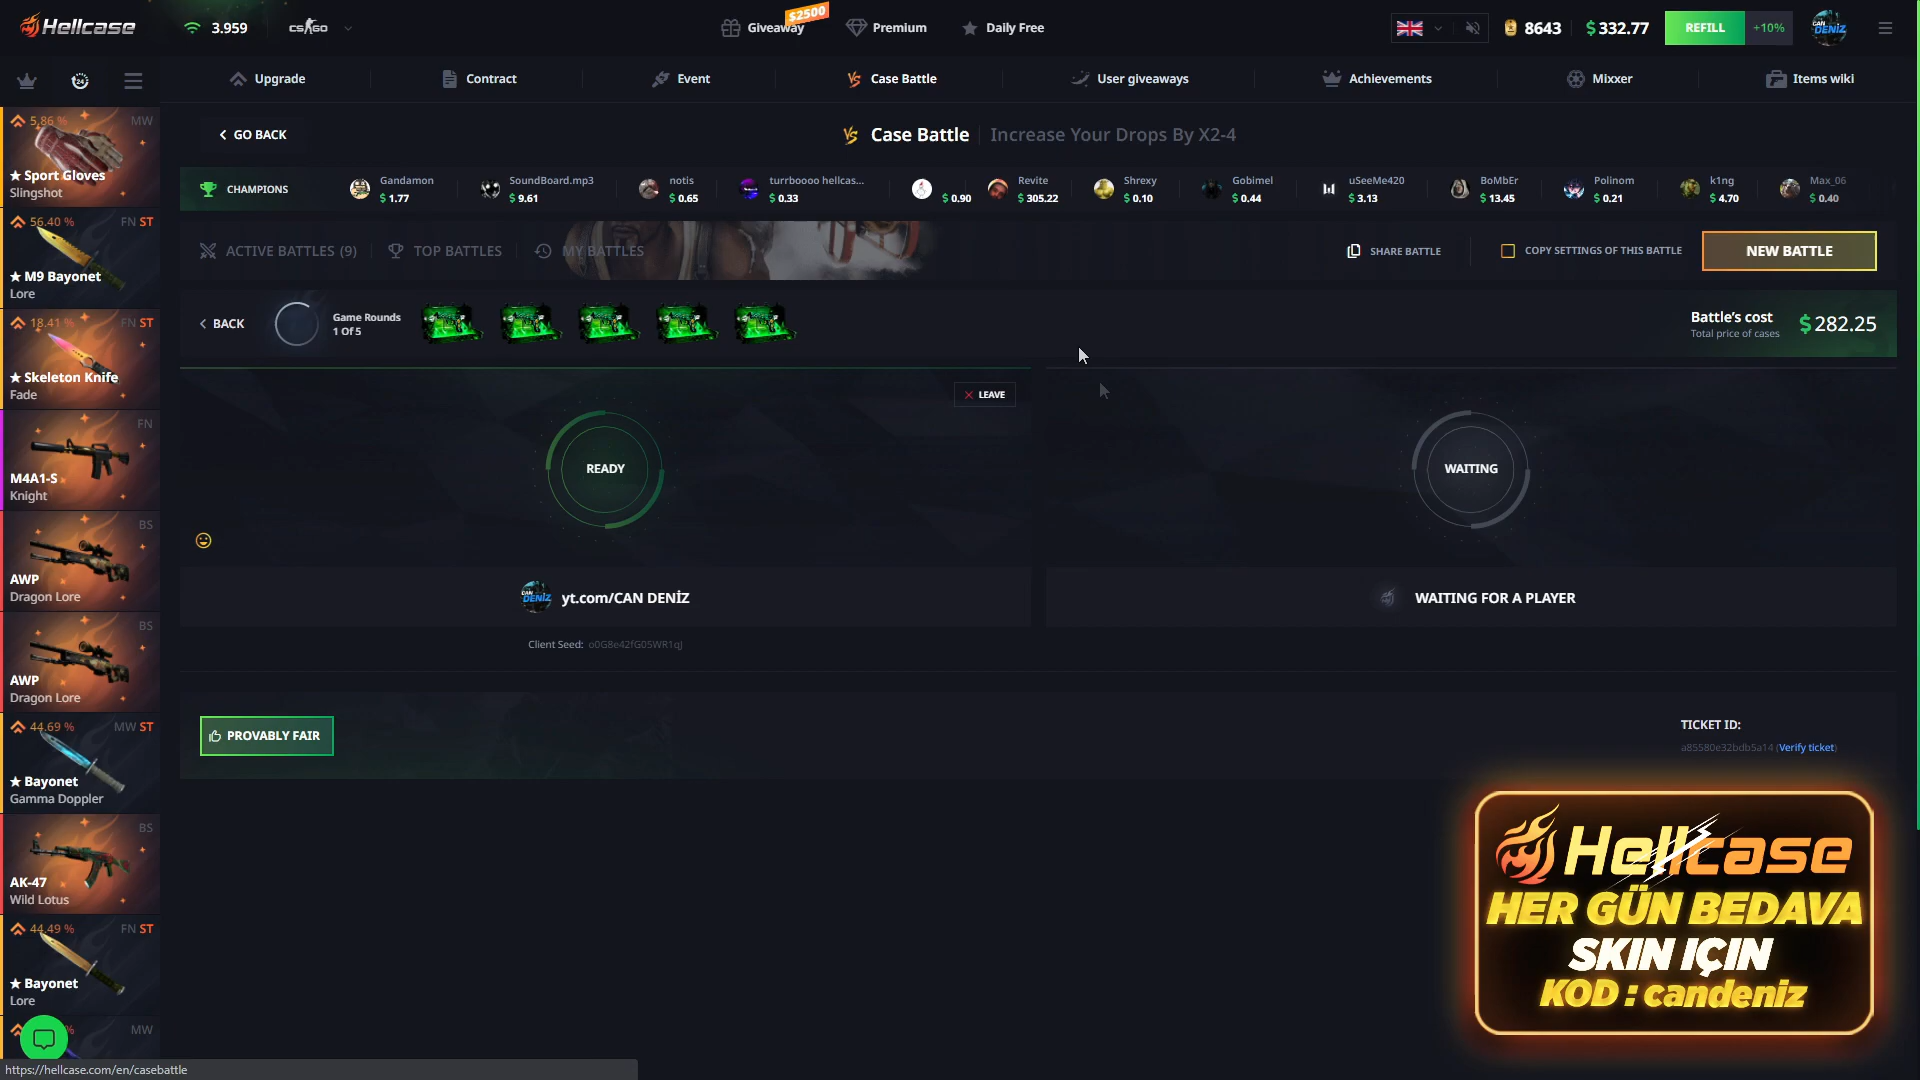 Hellcase
3.959
CS:GO
Giveaway
$2500
Premium
Daily Free
8643
$332.77
REFILL
+10%
CAN DENİZ
Upgrade
Contract
Event
Case Battle
User giveaways
Achievements
Mixxer
Items wiki
5.86 %
MW
★ Sport Gloves
Slingshot
56.40 %
FN ST
★ M9 Bayonet
Lore
18.41 %
FN ST
★ Skeleton Knife
Fade
FN
M4A1-S
Knight
BS
AWP
Dragon Lore
BS
AWP
Dragon Lore
44.69 %
MW ST
★ Bayonet
Gamma Doppler
BS
AK-47
Wild Lotus
44.49 %
FN ST
★ Bayonet
Lore
%
MW
GO BACK
Case Battle
Increase Your Drops By X2-4
CHAMPIONS
Gandamon
$ 1.77
SoundBoard.mp3
$ 9.61
notis
$ 0.65
turrboooo hellcas...
$ 0.33
$ 0.90
Revite
$ 305.22
Shrexy
$ 0.10
Gobimel
$ 0.44
uSeeMe420
$ 3.13
BoMbEr
$ 13.45
Polinom
$ 0.21
k1ng
$ 4.70
Max_06
$ 0.40
ACTIVE BATTLES (9)
TOP BATTLES
MY BATTLES
SHARE BATTLE
COPY SETTINGS OF THIS BATTLE
NEW BATTLE
BACK
Game Rounds
1 Of 5
Battle's cost
Total price of cases
$282.25
LEAVE
READY
WAITING
yt.com/CAN DENİZ
WAITING FOR A PLAYER
Client Seed: o0G8e42fG05WR1qJ
PROVABLY FAIR
TICKET ID:
a85580e32bdb5a14 (Verify ticket)
Hellcase
HER GÜN BEDAVA
SKIN IÇIN
KOD : candeniz
https://hellcase.com/en/casebattle